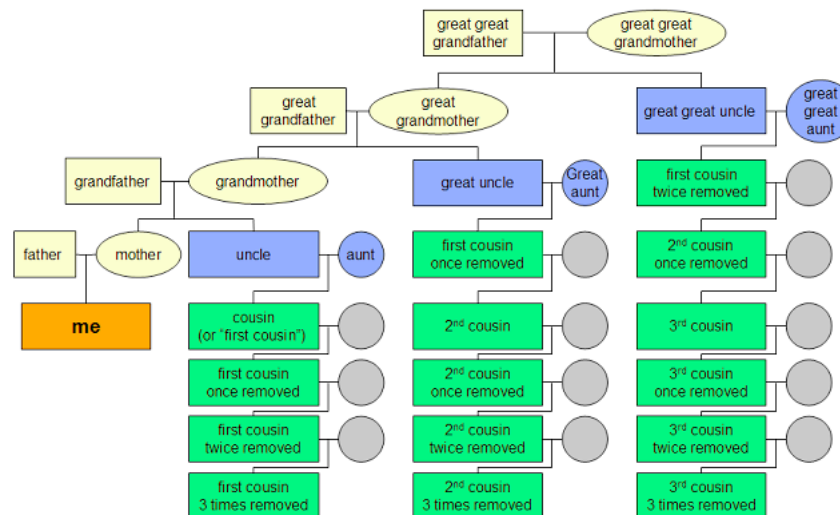 great great
grandfather
great great
grandmother
great
grandfather
great
grandmother
great great uncle
great
great
aunt
grandfather
grandmother
great uncle
Great
aunt
first cousin
twice removed
father
mother
uncle
aunt
first cousin
once removed
2nd cousin
once removed
me
cousin
(or “first cousin”)
2nd cousin
3rd cousin
first cousin
once removed
2nd cousin
once removed
3rd cousin
once removed
first cousin
twice removed
2nd cousin
twice removed
3rd cousin
twice removed
first cousin
3 times removed
2nd cousin
3 times removed
3rd cousin
3 times removed